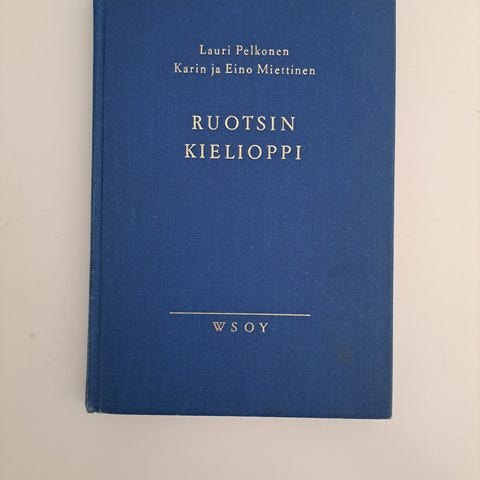 Lauri Pelkonen
Karin ja Eino Miettinen
RUOTSIN
KIELIOPPI
WSOY